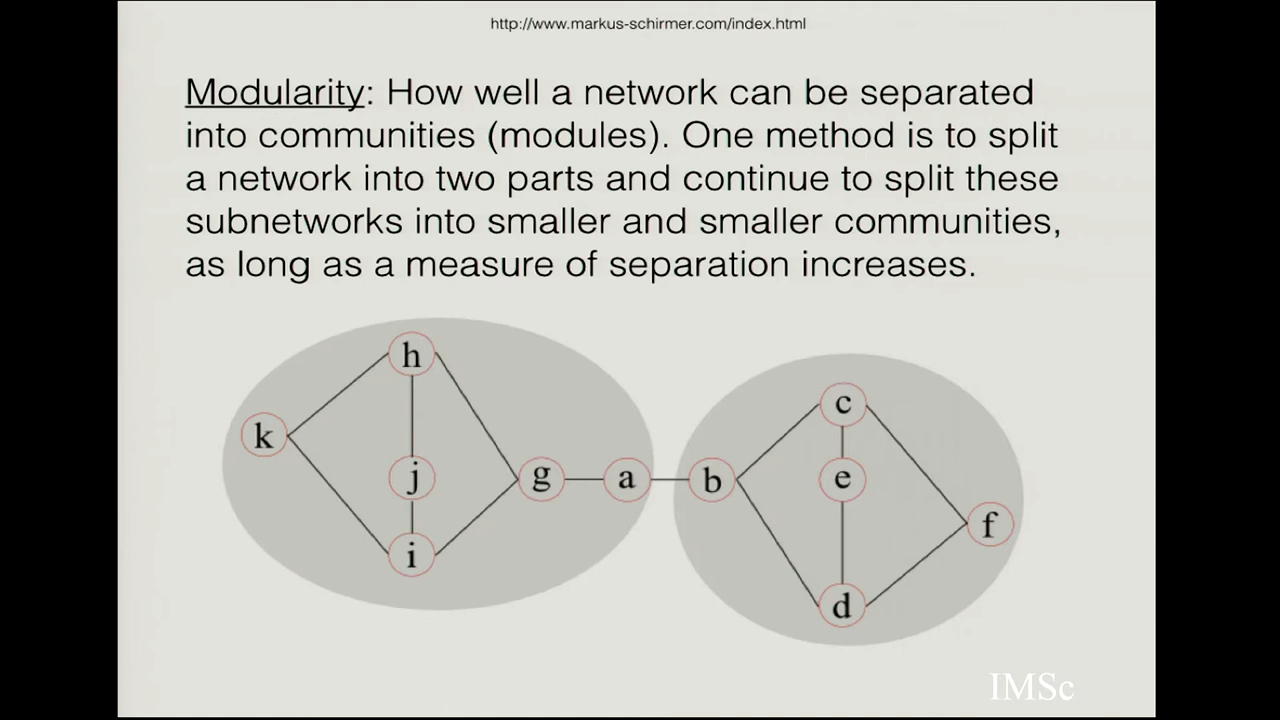 http://www.markus-schirmer.com/index.html
Modularity: How well a network can be separated
into communities (modules). One method is to split
a network into two parts and continue to split these
subnetworks into smaller and smaller communities,
as long as a measure of separation increases.
h
c
k
j
g
a
b
e
f
i
d
IMSc